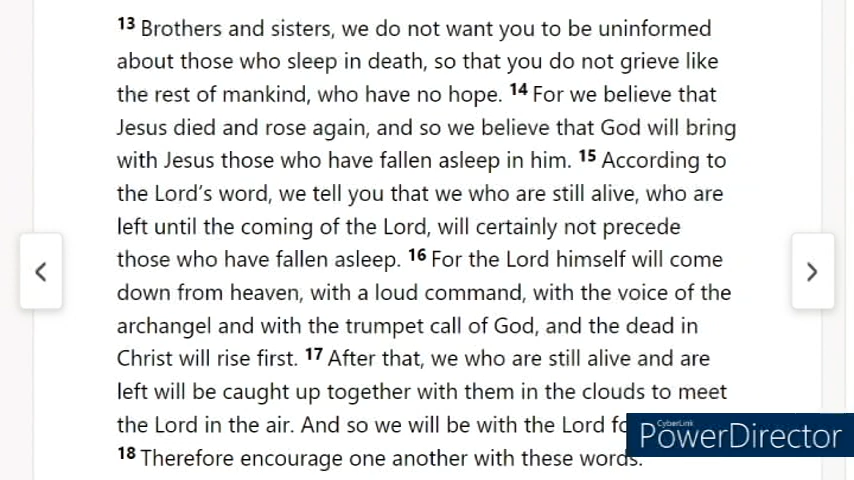 13 Brothers and sisters, we do not want you to be uninformed
about those who sleep in death, so that you do not grieve like
the rest of mankind, who have no hope. 14 For we believe that
Jesus died and rose again, and so we believe that God will bring
with Jesus those who have fallen asleep in him. 15 According to
the Lord’s word, we tell you that we who are still alive, who are
left until the coming of the Lord, will certainly not precede
those who have fallen asleep. 16 For the Lord himself will come
down from heaven, with a loud command, with the voice of the
archangel and with the trumpet call of God, and the dead in
Christ will rise first. 17 After that, we who are still alive and are
left will be caught up together with them in the clouds to meet
the Lord in the air. And so we will be with the Lord
CyberLink
PowerDirector
18 Therefore encourage one another with these words.